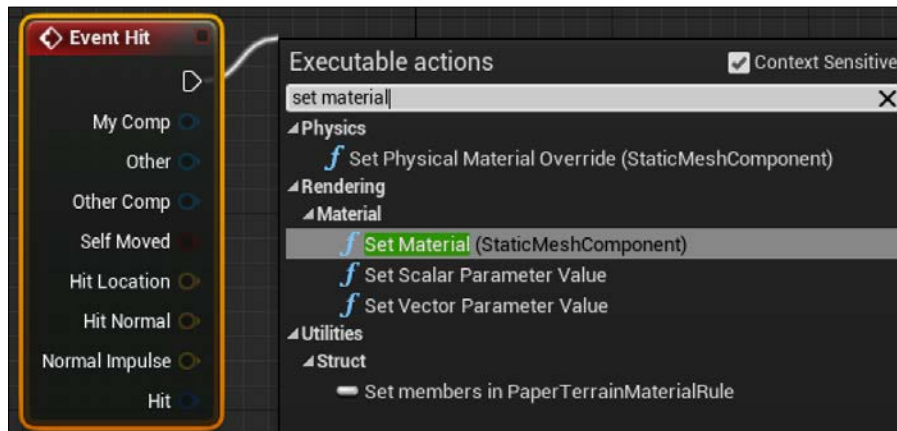 Event Hit
My Comp
Other
Other Comp
Self Moved
Hit Location
Hit Normal
Normal Impulse
Hit
Executable actions
Context Sensitive
set material
Physics
Set Physical Material Override (StaticMeshComponent)
Rendering
Material
Set Material (StaticMeshComponent)
Set Scalar Parameter Value
Set Vector Parameter Value
Utilities
Struct
Set members in PaperTerrainMaterialRule